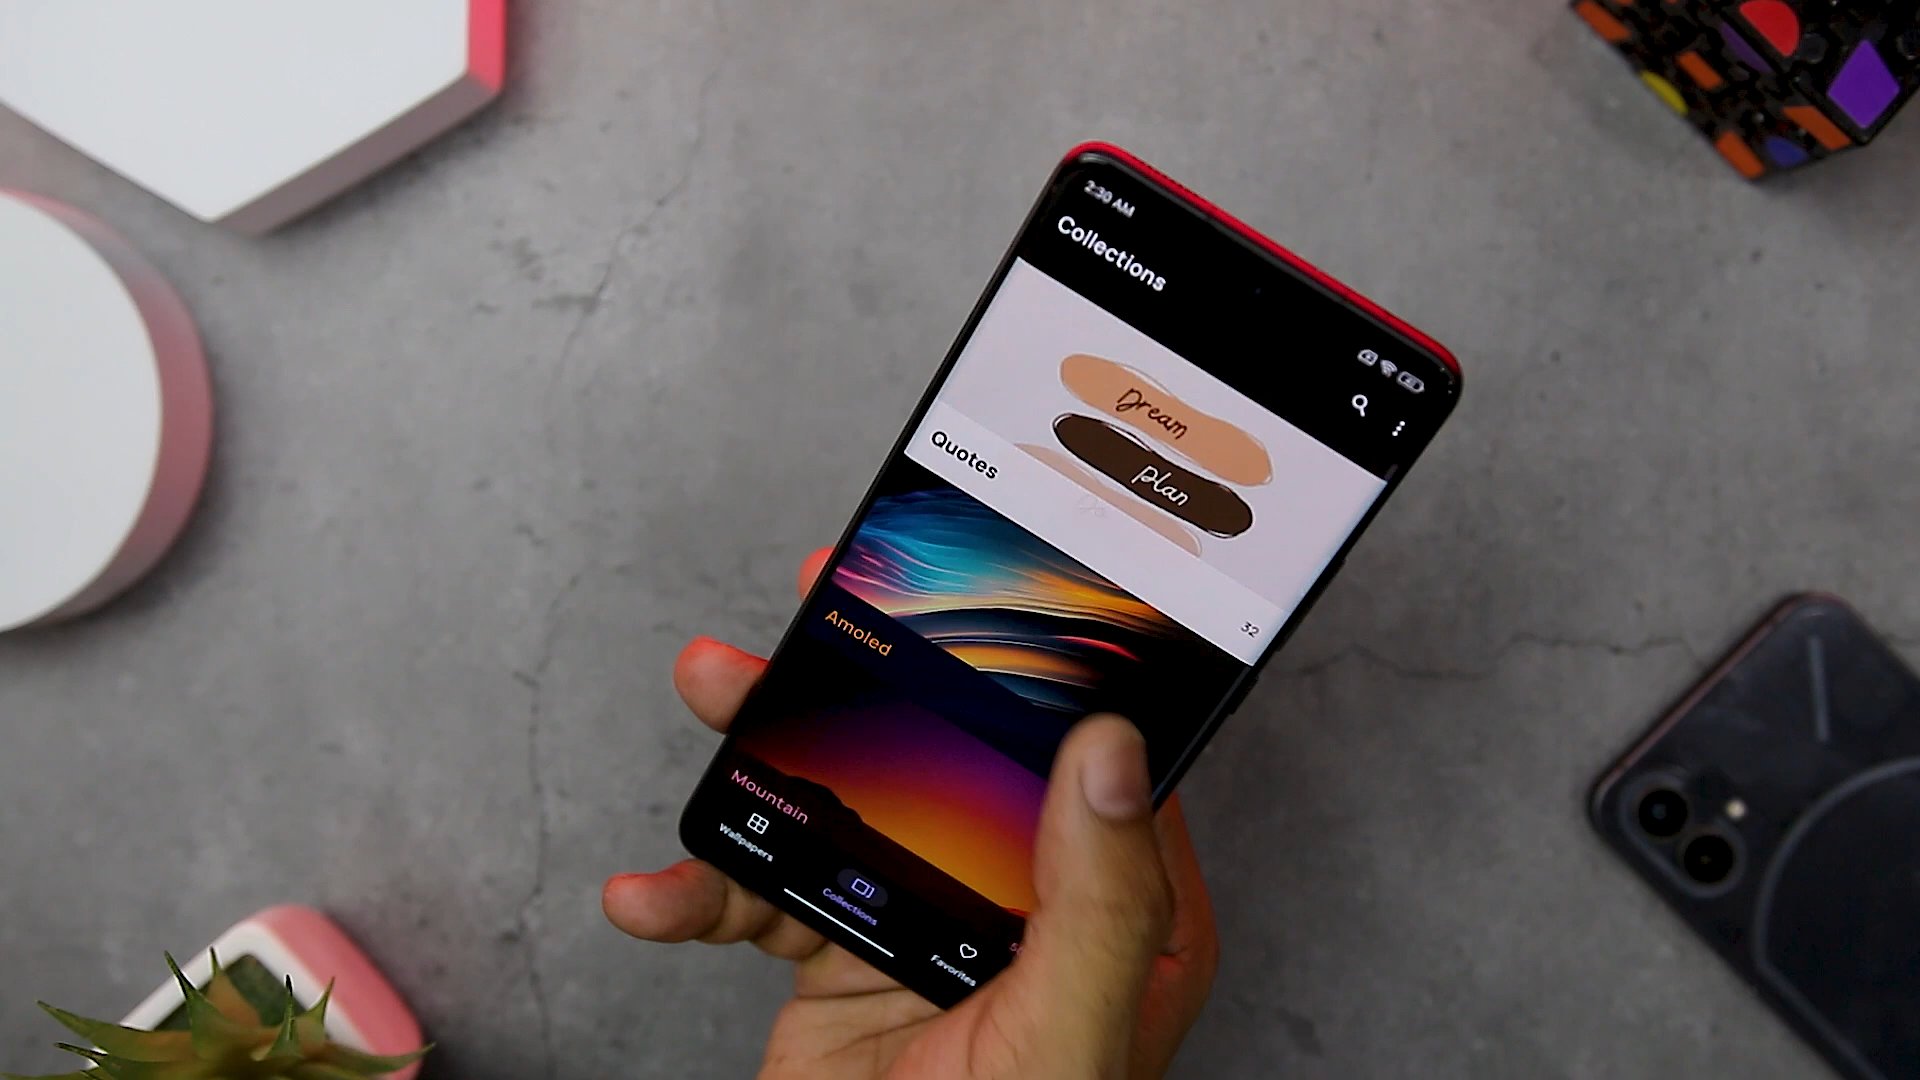 2:30 AM
Collections
Dream
Plan
Quotes
32
Amoled
Mountain
Wallpapers
Collections
Favorites